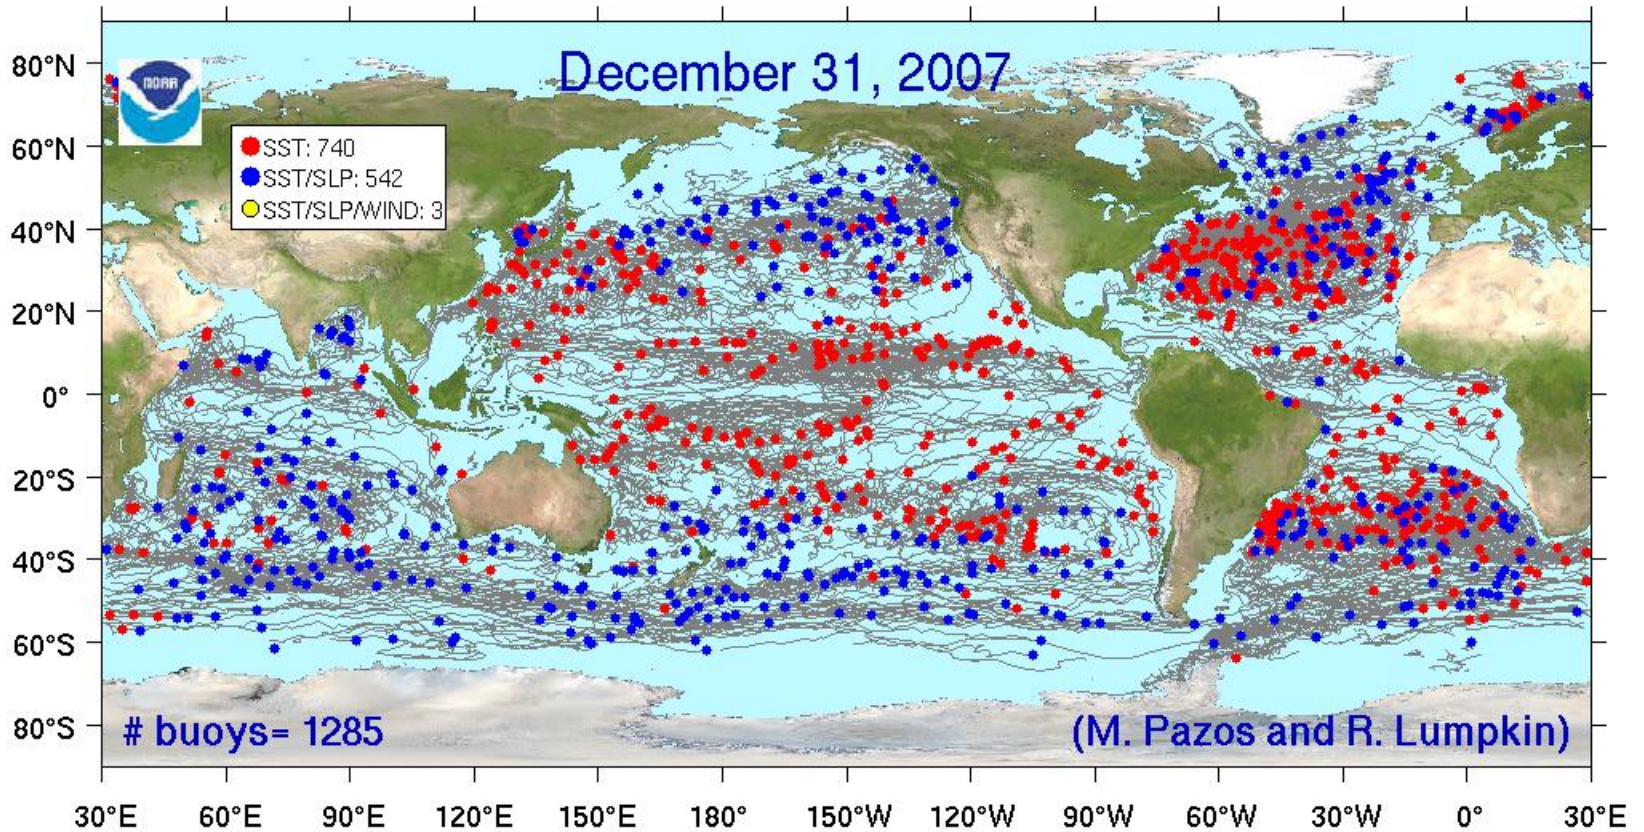 December 31, 2007
NOAA
SST: 740
SST/SLP: 542
SST/SLP/WIND: 3
# buoys= 1285
(M. Pazos and R. Lumpkin)
80°N
60°N
40°N
20°N
0°
20°S
40°S
60°S
80°S
30°E 60°E 90°E 120°E 150°E 180° 150°W 120°W 90°W 60°W 30°W 0° 30°E